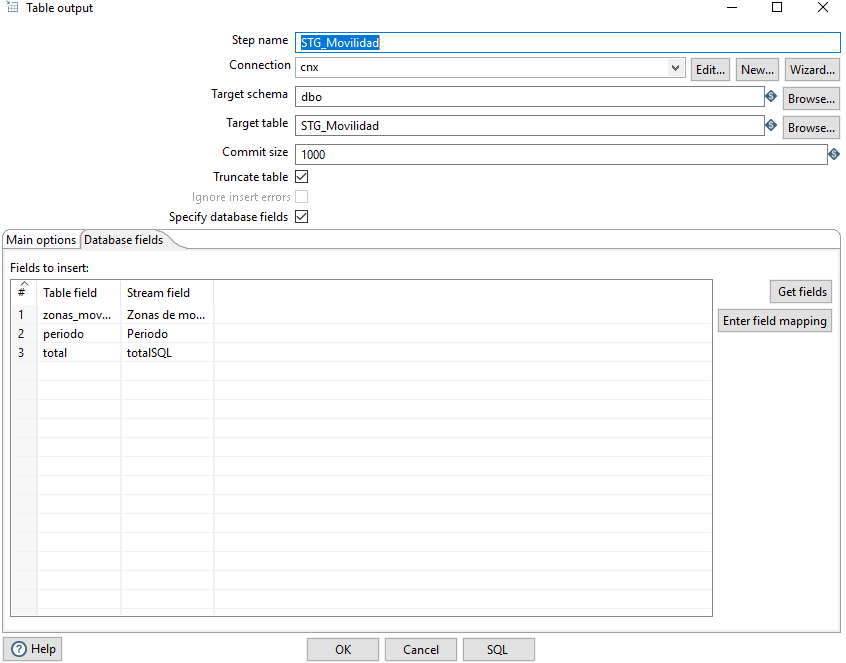 Table output
Step name STG_Movilidad
Connection cnx Edit... New... Wizard...
Target schema dbo Browse...
Target table STG_Movilidad Browse...
Commit size 1000
Truncate table
Ignore insert errors
Specify database fields
Main options Database fields
Fields to insert:
# Table field Stream field
1 zonas_mov... Zonas de mo...
2 periodo Periodo
3 total totalSQL
Get fields
Enter field mapping
Help OK Cancel SQL